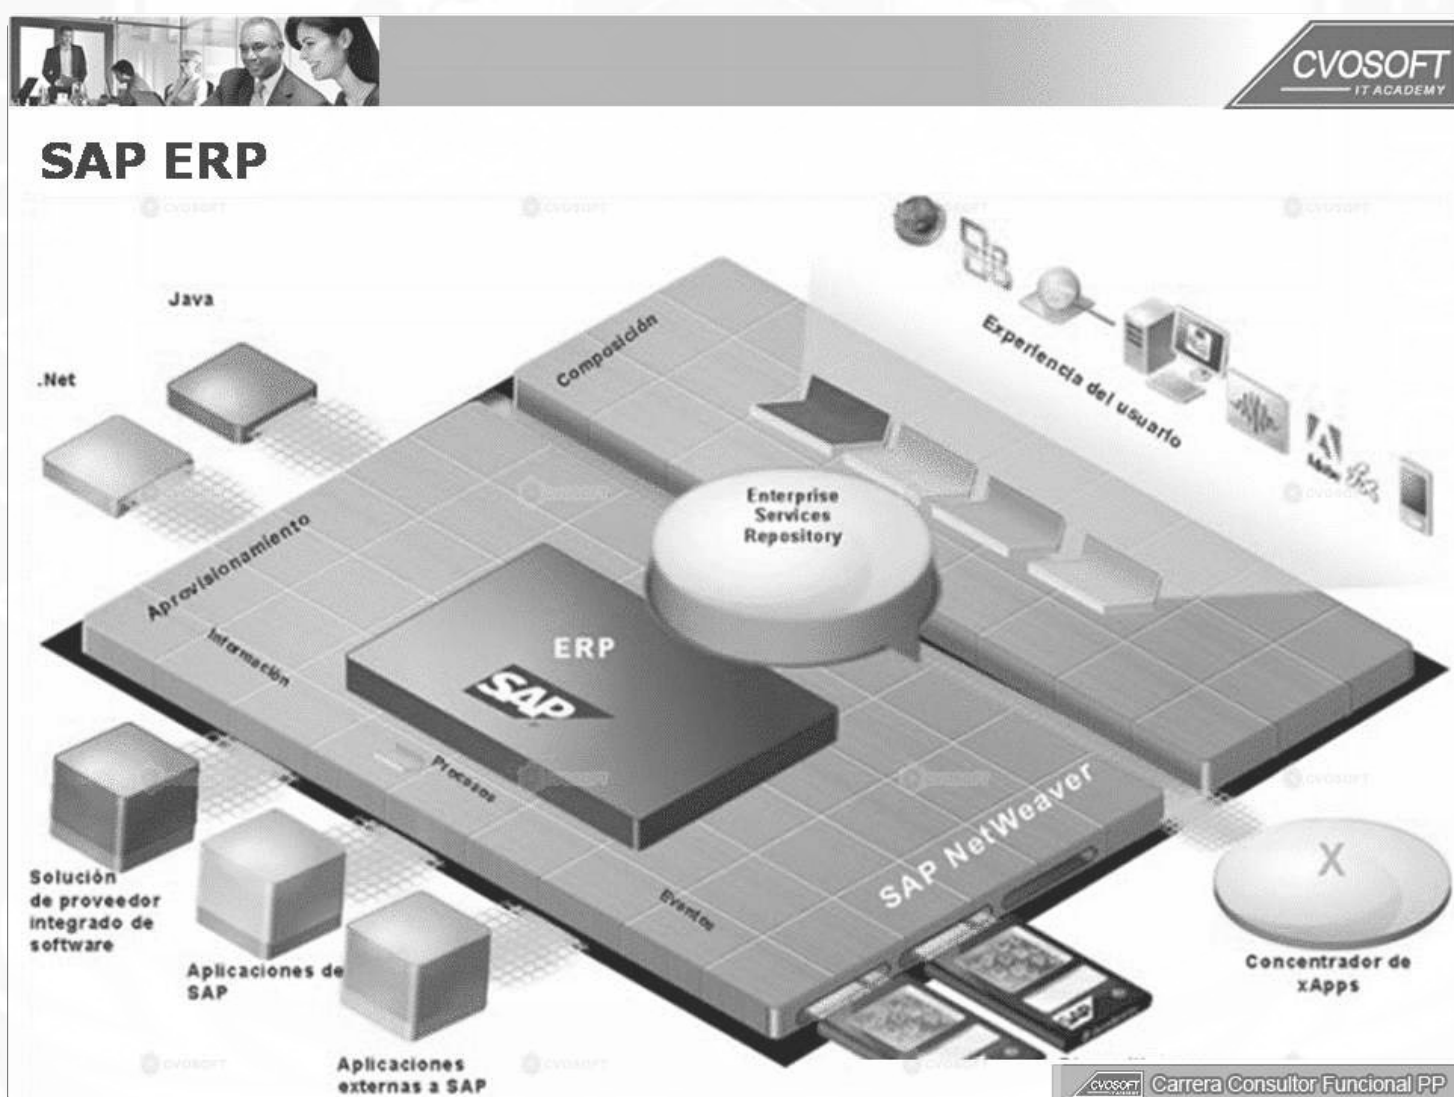 CVOSOFT
IT ACADEMY
SAP ERP
Java
.Net
Composición
Experiencia del usuario
Adobe
Enterprise
Services
Repository
Aprovisionamiento
Información
ERP
SAP
Procesos
Eventos
SAP NetWeaver
Solución
de proveedor
integrado de
software
Aplicaciones de
SAP
Aplicaciones
externas a SAP
X
Concentrador de
xApps
SAP
CVOSOFT
Carrera Consultor Funcional PP